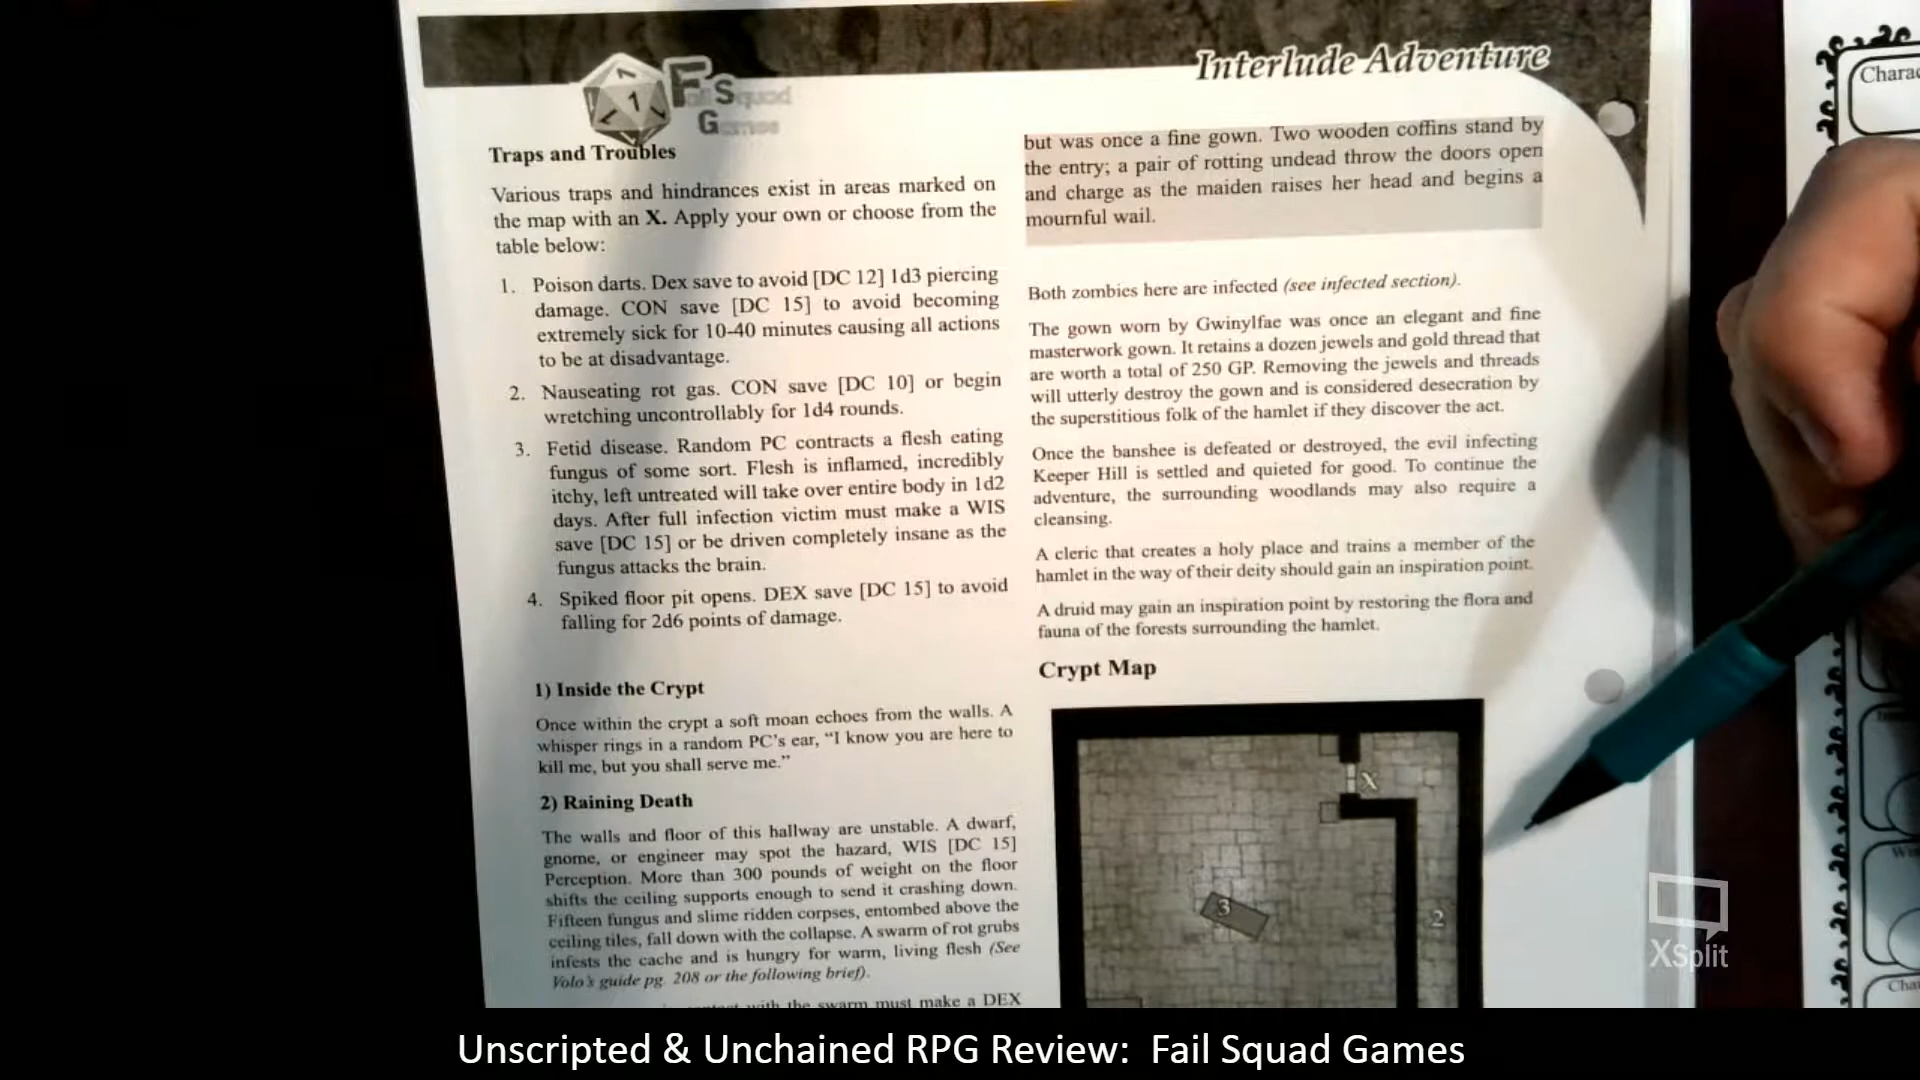 Interlude Adventure
Fail Squad
Games
1
Traps and Troubles
Various traps and hindrances exist in areas marked on
the map with an X. Apply your own or choose from the
table below:
1. Poison darts. Dex save to avoid [DC 12] 1d3 piercing
damage. CON save [DC 15] to avoid becoming
extremely sick for 10-40 minutes causing all actions
to be at disadvantage.
2. Nauseating rot gas. CON save [DC 10] or begin
wretching uncontrollably for 1d4 rounds.
3. Fetid disease. Random PC contracts a flesh eating
fungus of some sort. Flesh is inflamed, incredibly
itchy, left untreated will take over entire body in 1d2
days. After full infection victim must make a WIS
save [DC 15] or be driven completely insane as the
fungus attacks the brain.
4. Spiked floor pit opens. DEX save [DC 15] to avoid
falling for 2d6 points of damage.
1) Inside the Crypt
Once within the crypt a soft moan echoes from the walls. A
whisper rings in a random PC's ear, “I know you are here to
kill me, but you shall serve me.”
2) Raining Death
The walls and floor of this hallway are unstable. A dwarf,
gnome, or engineer may spot the hazard, WIS [DC 15]
Perception. More than 300 pounds of weight on the floor
shifts the ceiling supports enough to send it crashing down.
Fifteen fungus and slime ridden corpses, entombed above the
ceiling tiles, fall down with the collapse. A swarm of rot grubs
infests the cache and is hungry for warm, living flesh (See
Volo's guide pg. 208 or the following brief).
with the swarm must make a DEX
but was once a fine gown. Two wooden coffins stand by
the entry; a pair of rotting undead throw the doors open
and charge as the maiden raises her head and begins a
mournful wail.
Both zombies here are infected (see infected section).
The gown worn by Gwinylfae was once an elegant and fine
masterwork gown. It retains a dozen jewels and gold thread that
are worth a total of 250 GP. Removing the jewels and threads
will utterly destroy the gown and is considered desecration by
the superstitious folk of the hamlet if they discover the act.
Once the banshee is defeated or destroyed, the evil infecting
Keeper Hill is settled and quieted for good. To continue the
adventure, the surrounding woodlands may also require a
cleansing.
A cleric that creates a holy place and trains a member of the
hamlet in the way of their deity should gain an inspiration point.
A druid may gain an inspiration point by restoring the flora and
fauna of the forests surrounding the hamlet.
Crypt Map
X
3
2
Charac
Wi
Cha
XSplit
Unscripted & Unchained RPG Review: Fail Squad Games